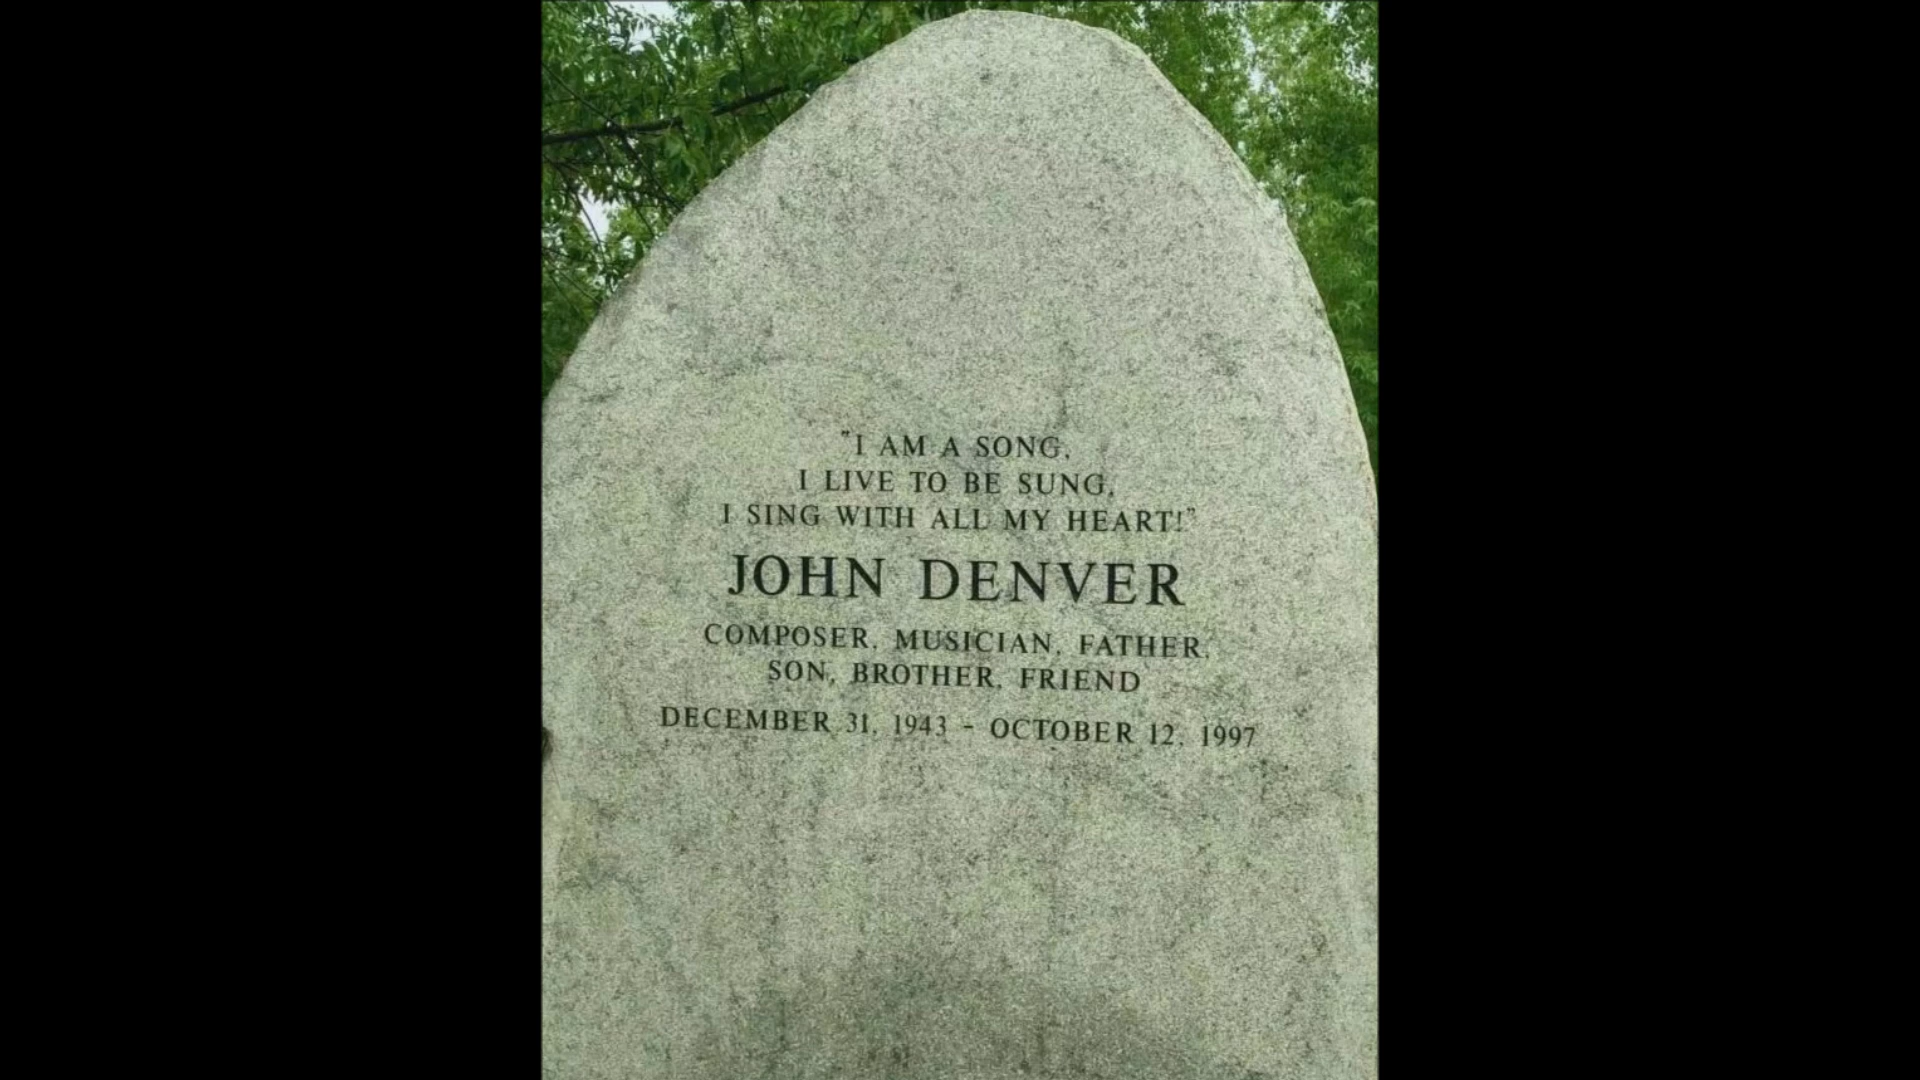 "I AM A SONG,
I LIVE TO BE SUNG,
I SING WITH ALL MY HEART!"
JOHN DENVER
COMPOSER, MUSICIAN, FATHER,
SON, BROTHER, FRIEND
DECEMBER 31, 1943 - OCTOBER 12, 1997